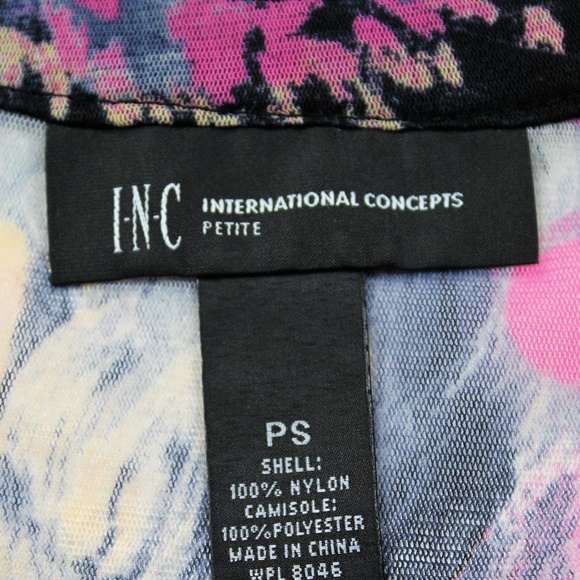 I·N·C INTERNATIONAL CONCEPTS
PETITE
PS
SHELL:
100% NYLON
CAMISOLE:
100% POLYESTER
MADE IN CHINA
WPL 8046